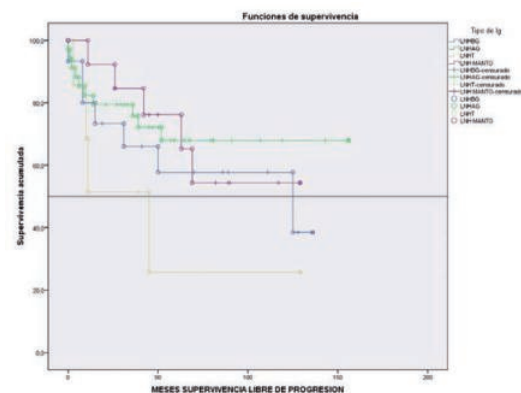 Funciones de supervivencia
Tipo de Ig
LNHBG
LNHAG
LNHT
LNH-MANTO
LNHBG-censurado
LNHAG-censurado
LNHT-censurado
LNH-MANTO-censurado
LNHBG
LNHAG
LNHT
LNH-MANTO
Supervivencia acumulada
100.0
80.0
60.0
40.0
20.0
0.0
0
50
100
150
200
MESES SUPERVIVENCIA LIBRE DE PROGRESION